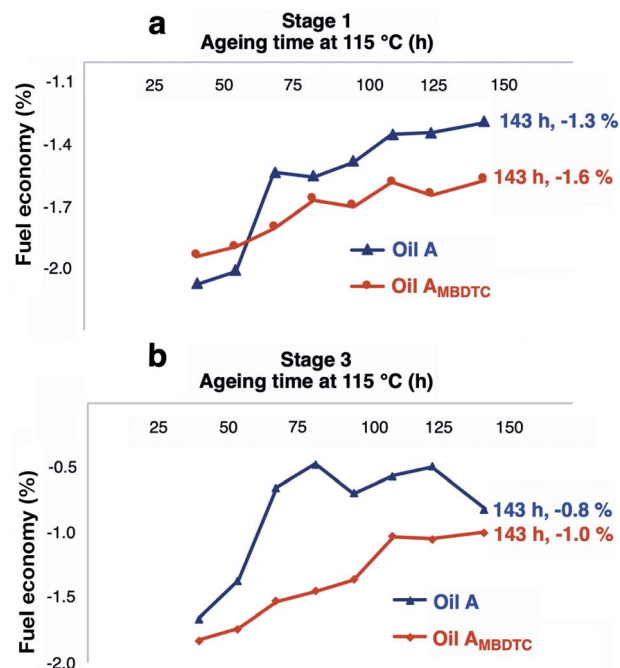 a
Stage 1
Ageing time at 115 °C (h)
Fuel economy (%)
25 50 75 100 125 150
-1.1
-1.4
-1.7
-2.0
143 h, -1.3 %
143 h, -1.6 %
Oil A
Oil AMBDTC
b
Stage 3
Ageing time at 115 °C (h)
Fuel economy (%)
25 50 75 100 125 150
-0.5
-1.0
-1.5
-2.0
143 h, -0.8 %
143 h, -1.0 %
Oil A
Oil AMBDTC